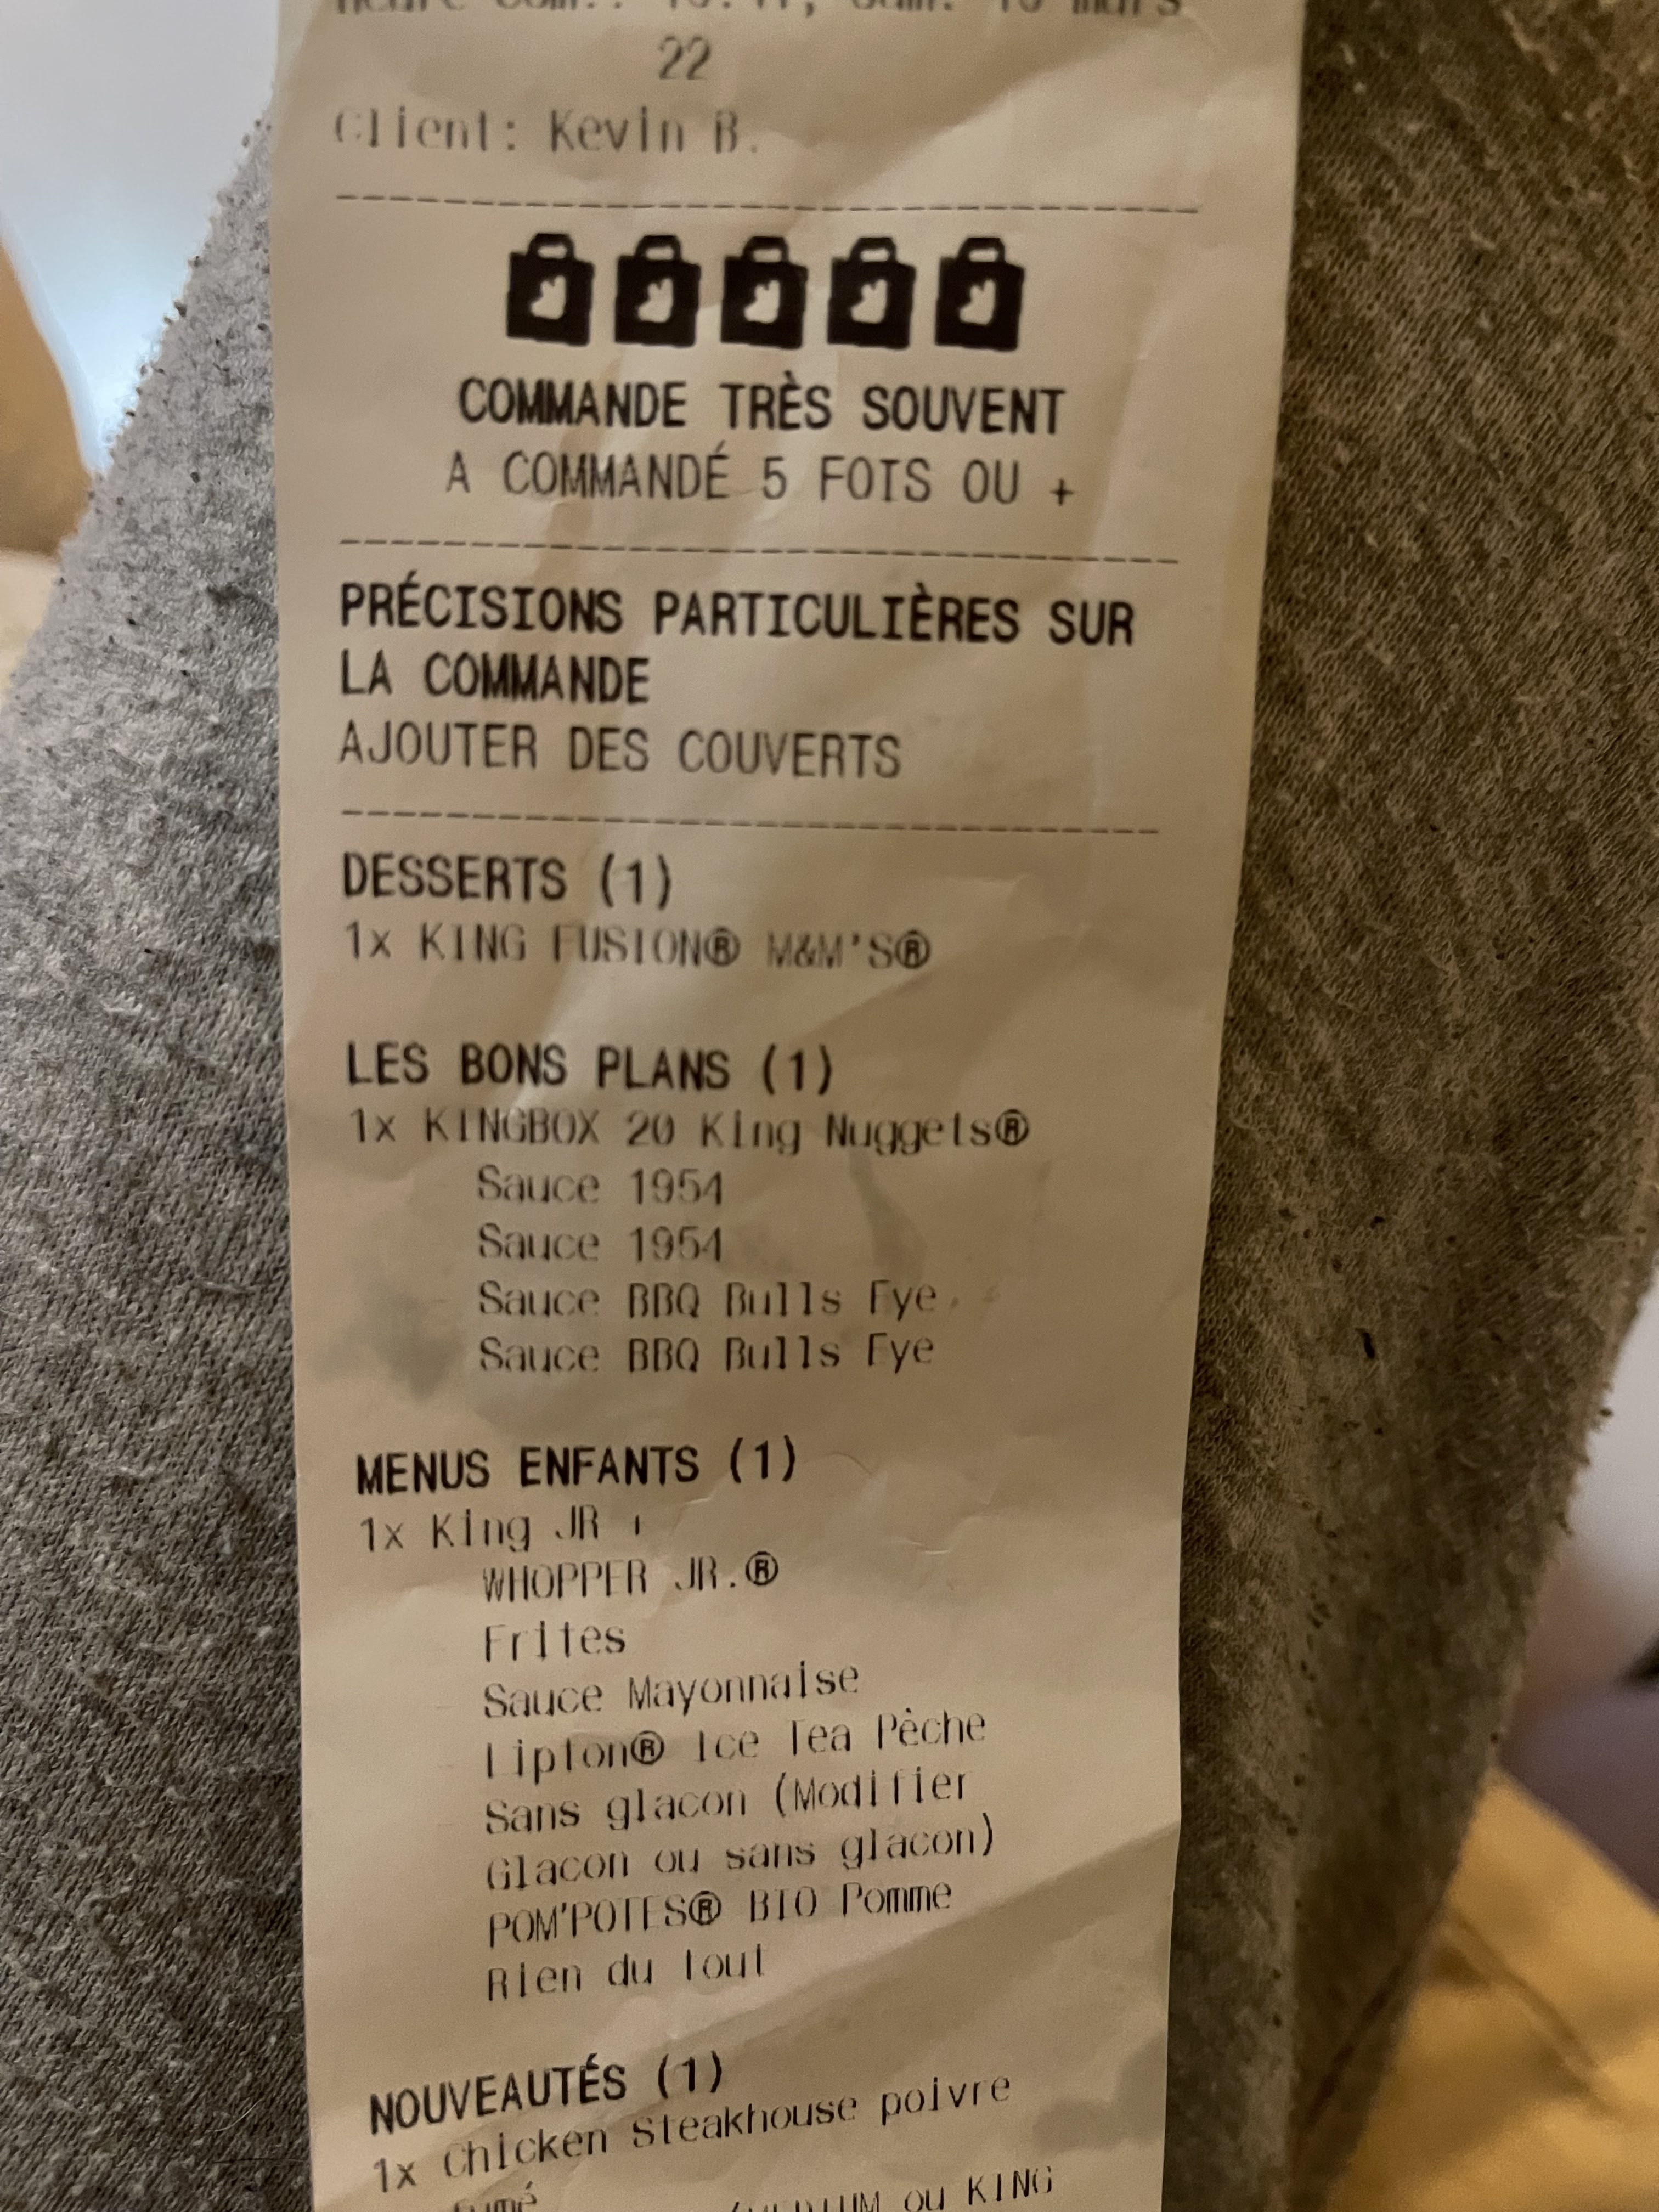 22
Client: Kevin B.
COMMANDE TRÈS SOUVENT
A COMMANDÉ 5 FOIS OU +
PRÉCISIONS PARTICULIÈRES SUR
LA COMMANDE
AJOUTER DES COUVERTS
DESSERTS (1)
1x KING FUSION® M&M'S®
LES BONS PLANS (1)
1x KINGBOX 20 King Nuggets®
Sauce 1954
Sauce 1954
Sauce BBQ Bulls Eye
Sauce BBQ Bulls Eye
MENUS ENFANTS (1)
1x King JR +
WHOPPER JR.®
Frites
Sauce Mayonnaise
Lipton® Ice Tea Pêche
Sans glacon (Modifier
Glacon ou sans glacon)
POM'POTES® BIO Pomme
Rien du tout
NOUVEAUTÉS (1)
1x Chicken Steakhouse poivre
ou KING